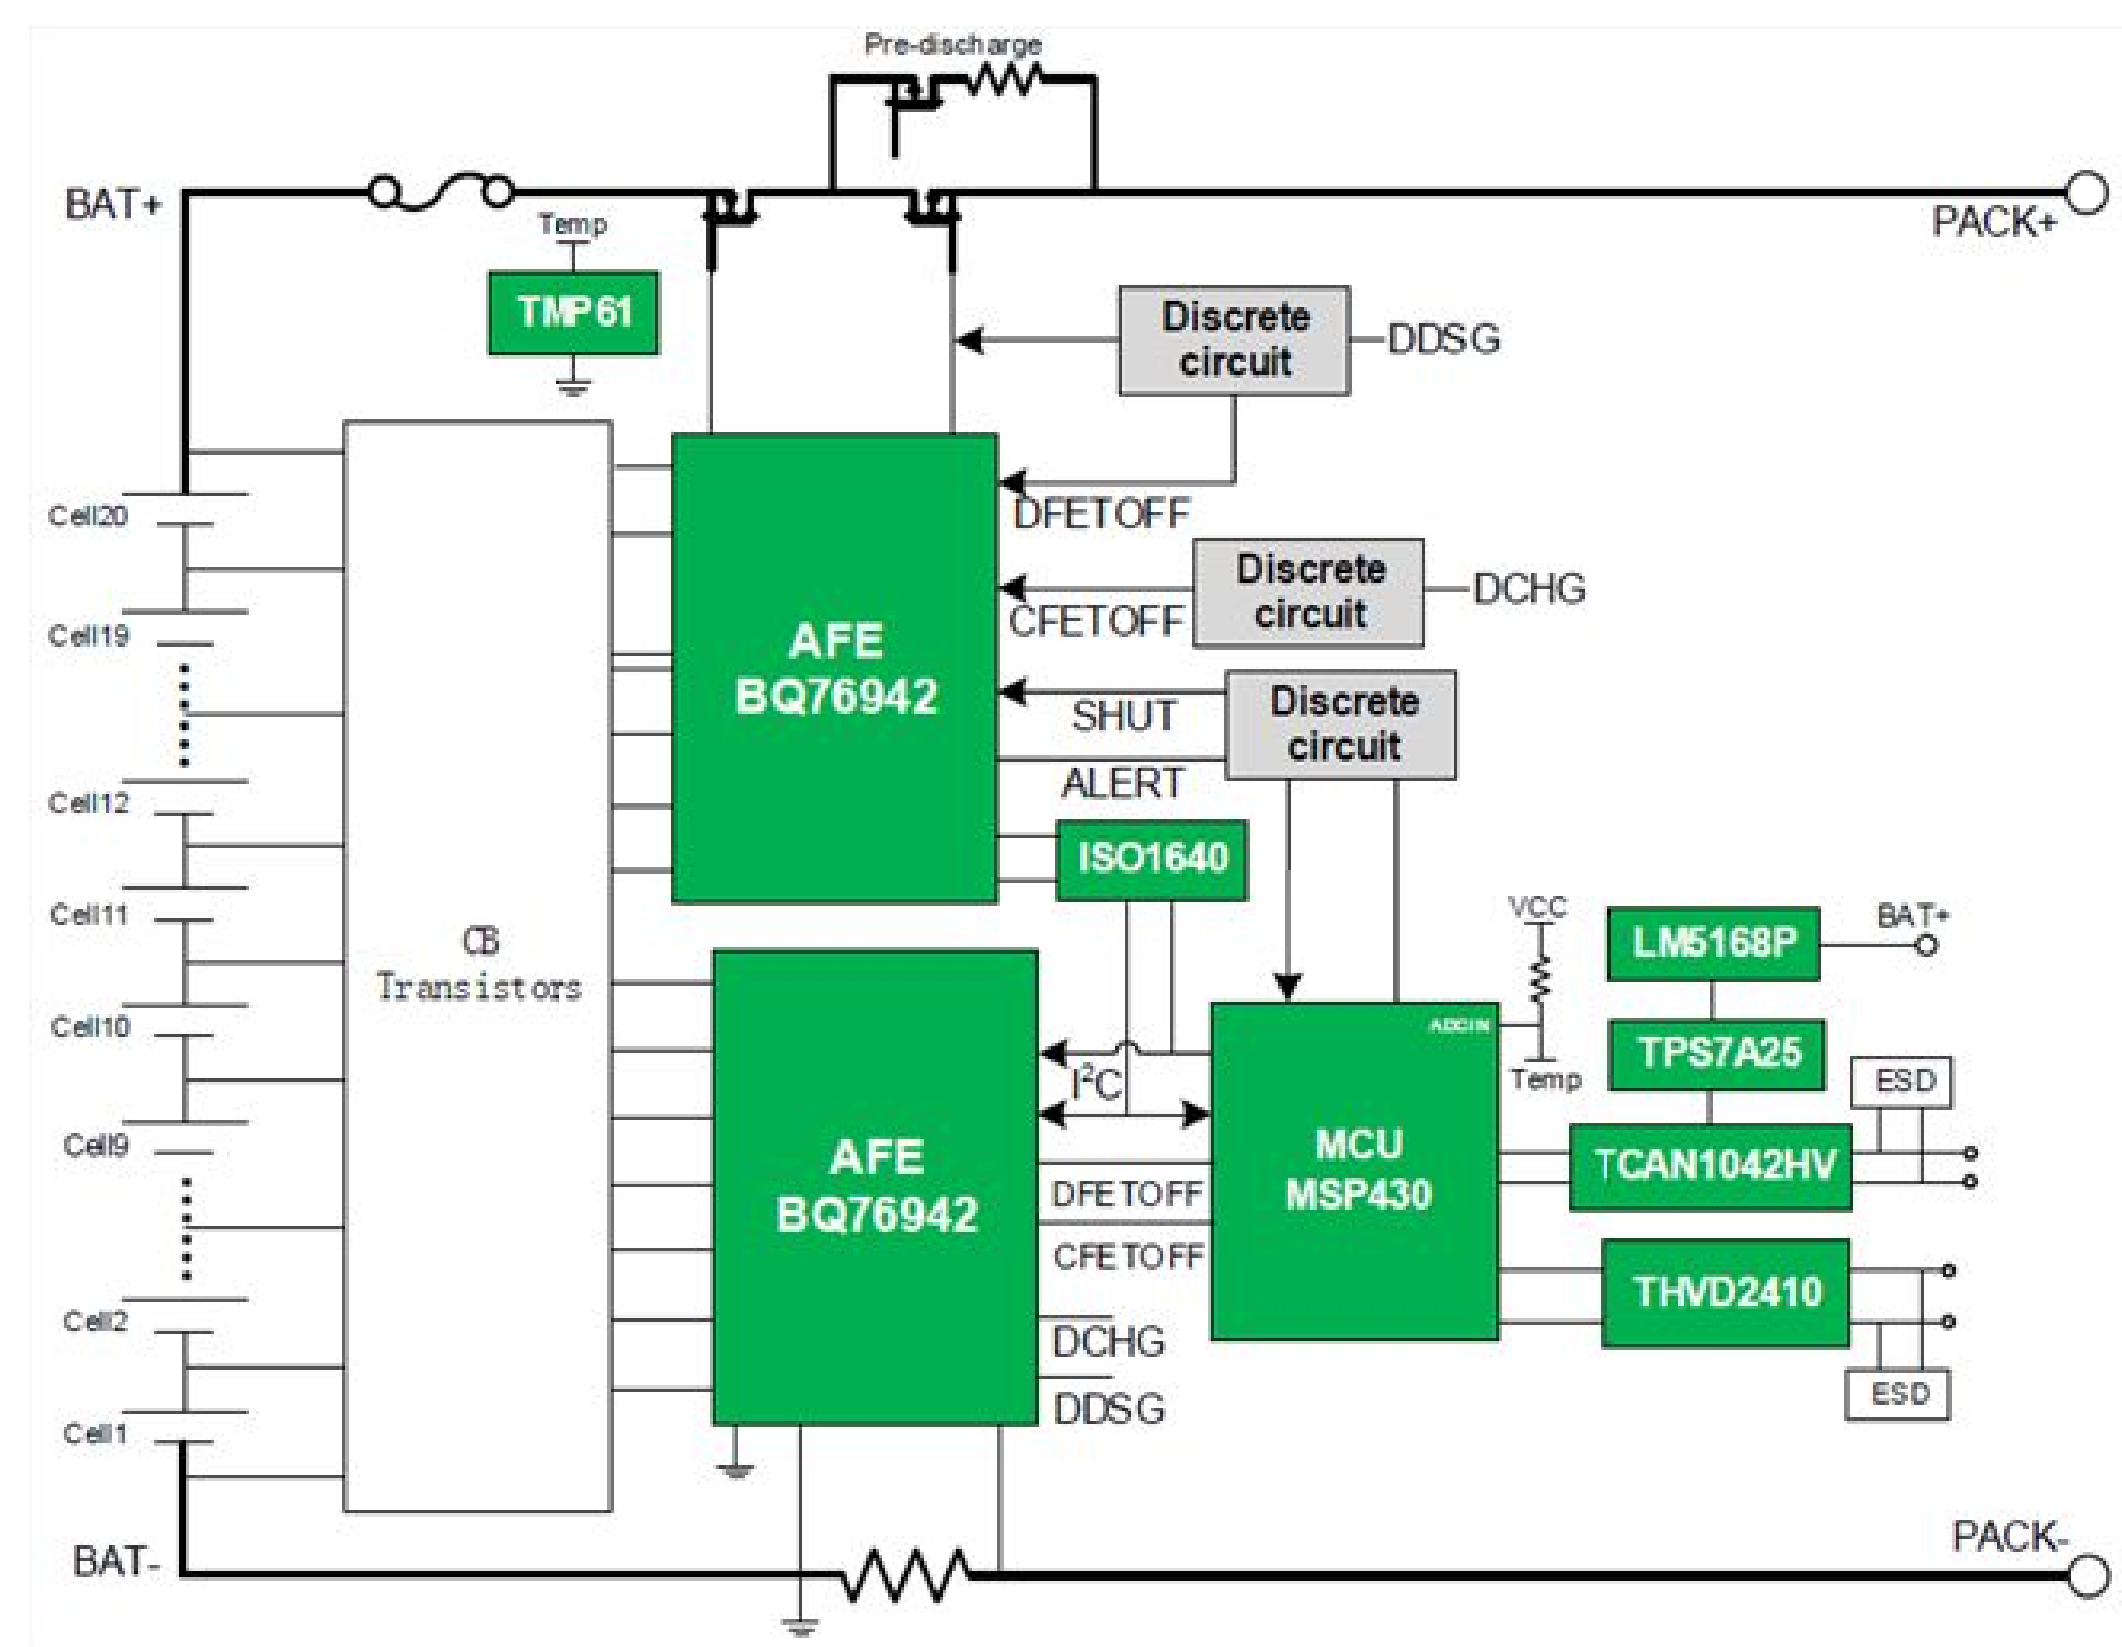 Pre-discharge
BAT+
PACK+
Temp
TMP61
Discrete
circuit
DDSG
DFETOFF
Cell20
Discrete
circuit
DCHG
CFETOFF
Cell19
AFE
BQ76942
Discrete
circuit
SHUT
ALERT
Cell12
ISO1640
Cell11
CB
Transistors
VCC
LM5168P
BAT+
Cell10
ADCIN
TPS7A25
Temp
ESD
I²C
Cell9
AFE
BQ76942
MCU
MSP430
TCAN1042HV
DFETOFF
CFETOFF
THVD2410
Cell2
DCHG
DDSG
ESD
Cell1
BAT-
PACK-